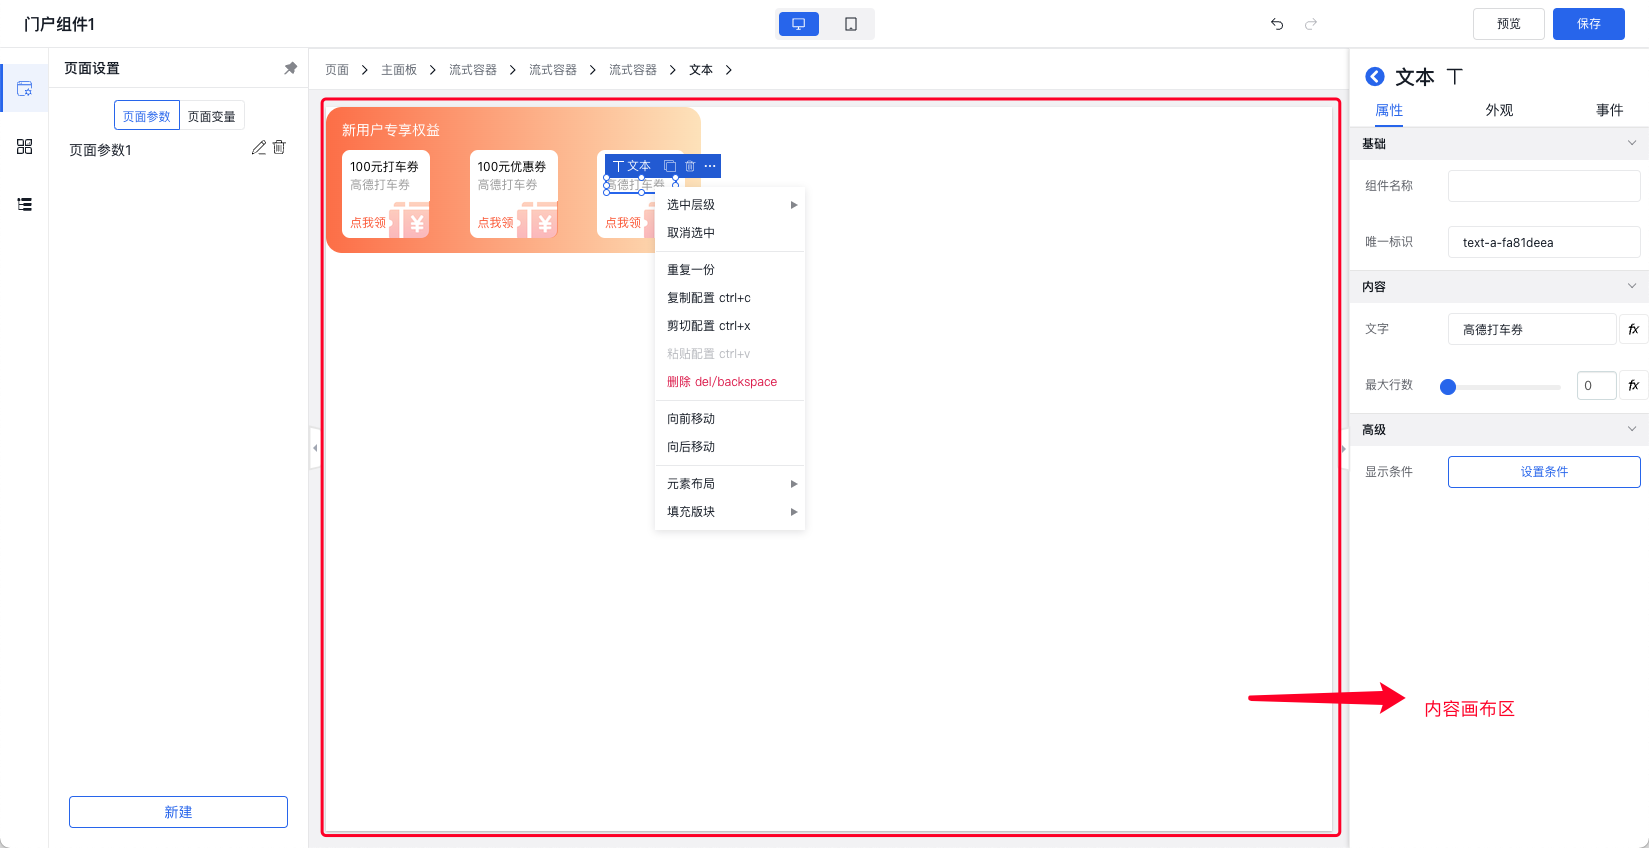 门户组件1
预览
保存
页面设置
页面参数
页面变量
页面参数1
新建
页面 > 主面板 > 流式容器 > 流式容器 > 流式容器 > 文本 >
新用户专享权益
100元打车券
高德打车券
点我领
¥
100元优惠券
高德打车券
点我领
¥
文本
高德打车券
点我领
选中层级
取消选中
重复一份
复制配置 ctrl+c
剪切配置 ctrl+x
粘贴配置 ctrl+v
删除 del/backspace
向前移动
向后移动
元素布局
填充版块
文本
属性
外观
事件
基础
组件名称
唯一标识
text-a-fa81deea
内容
文字
高德打车券
fx
最大行数
0
fx
高级
显示条件
设置条件
内容画布区